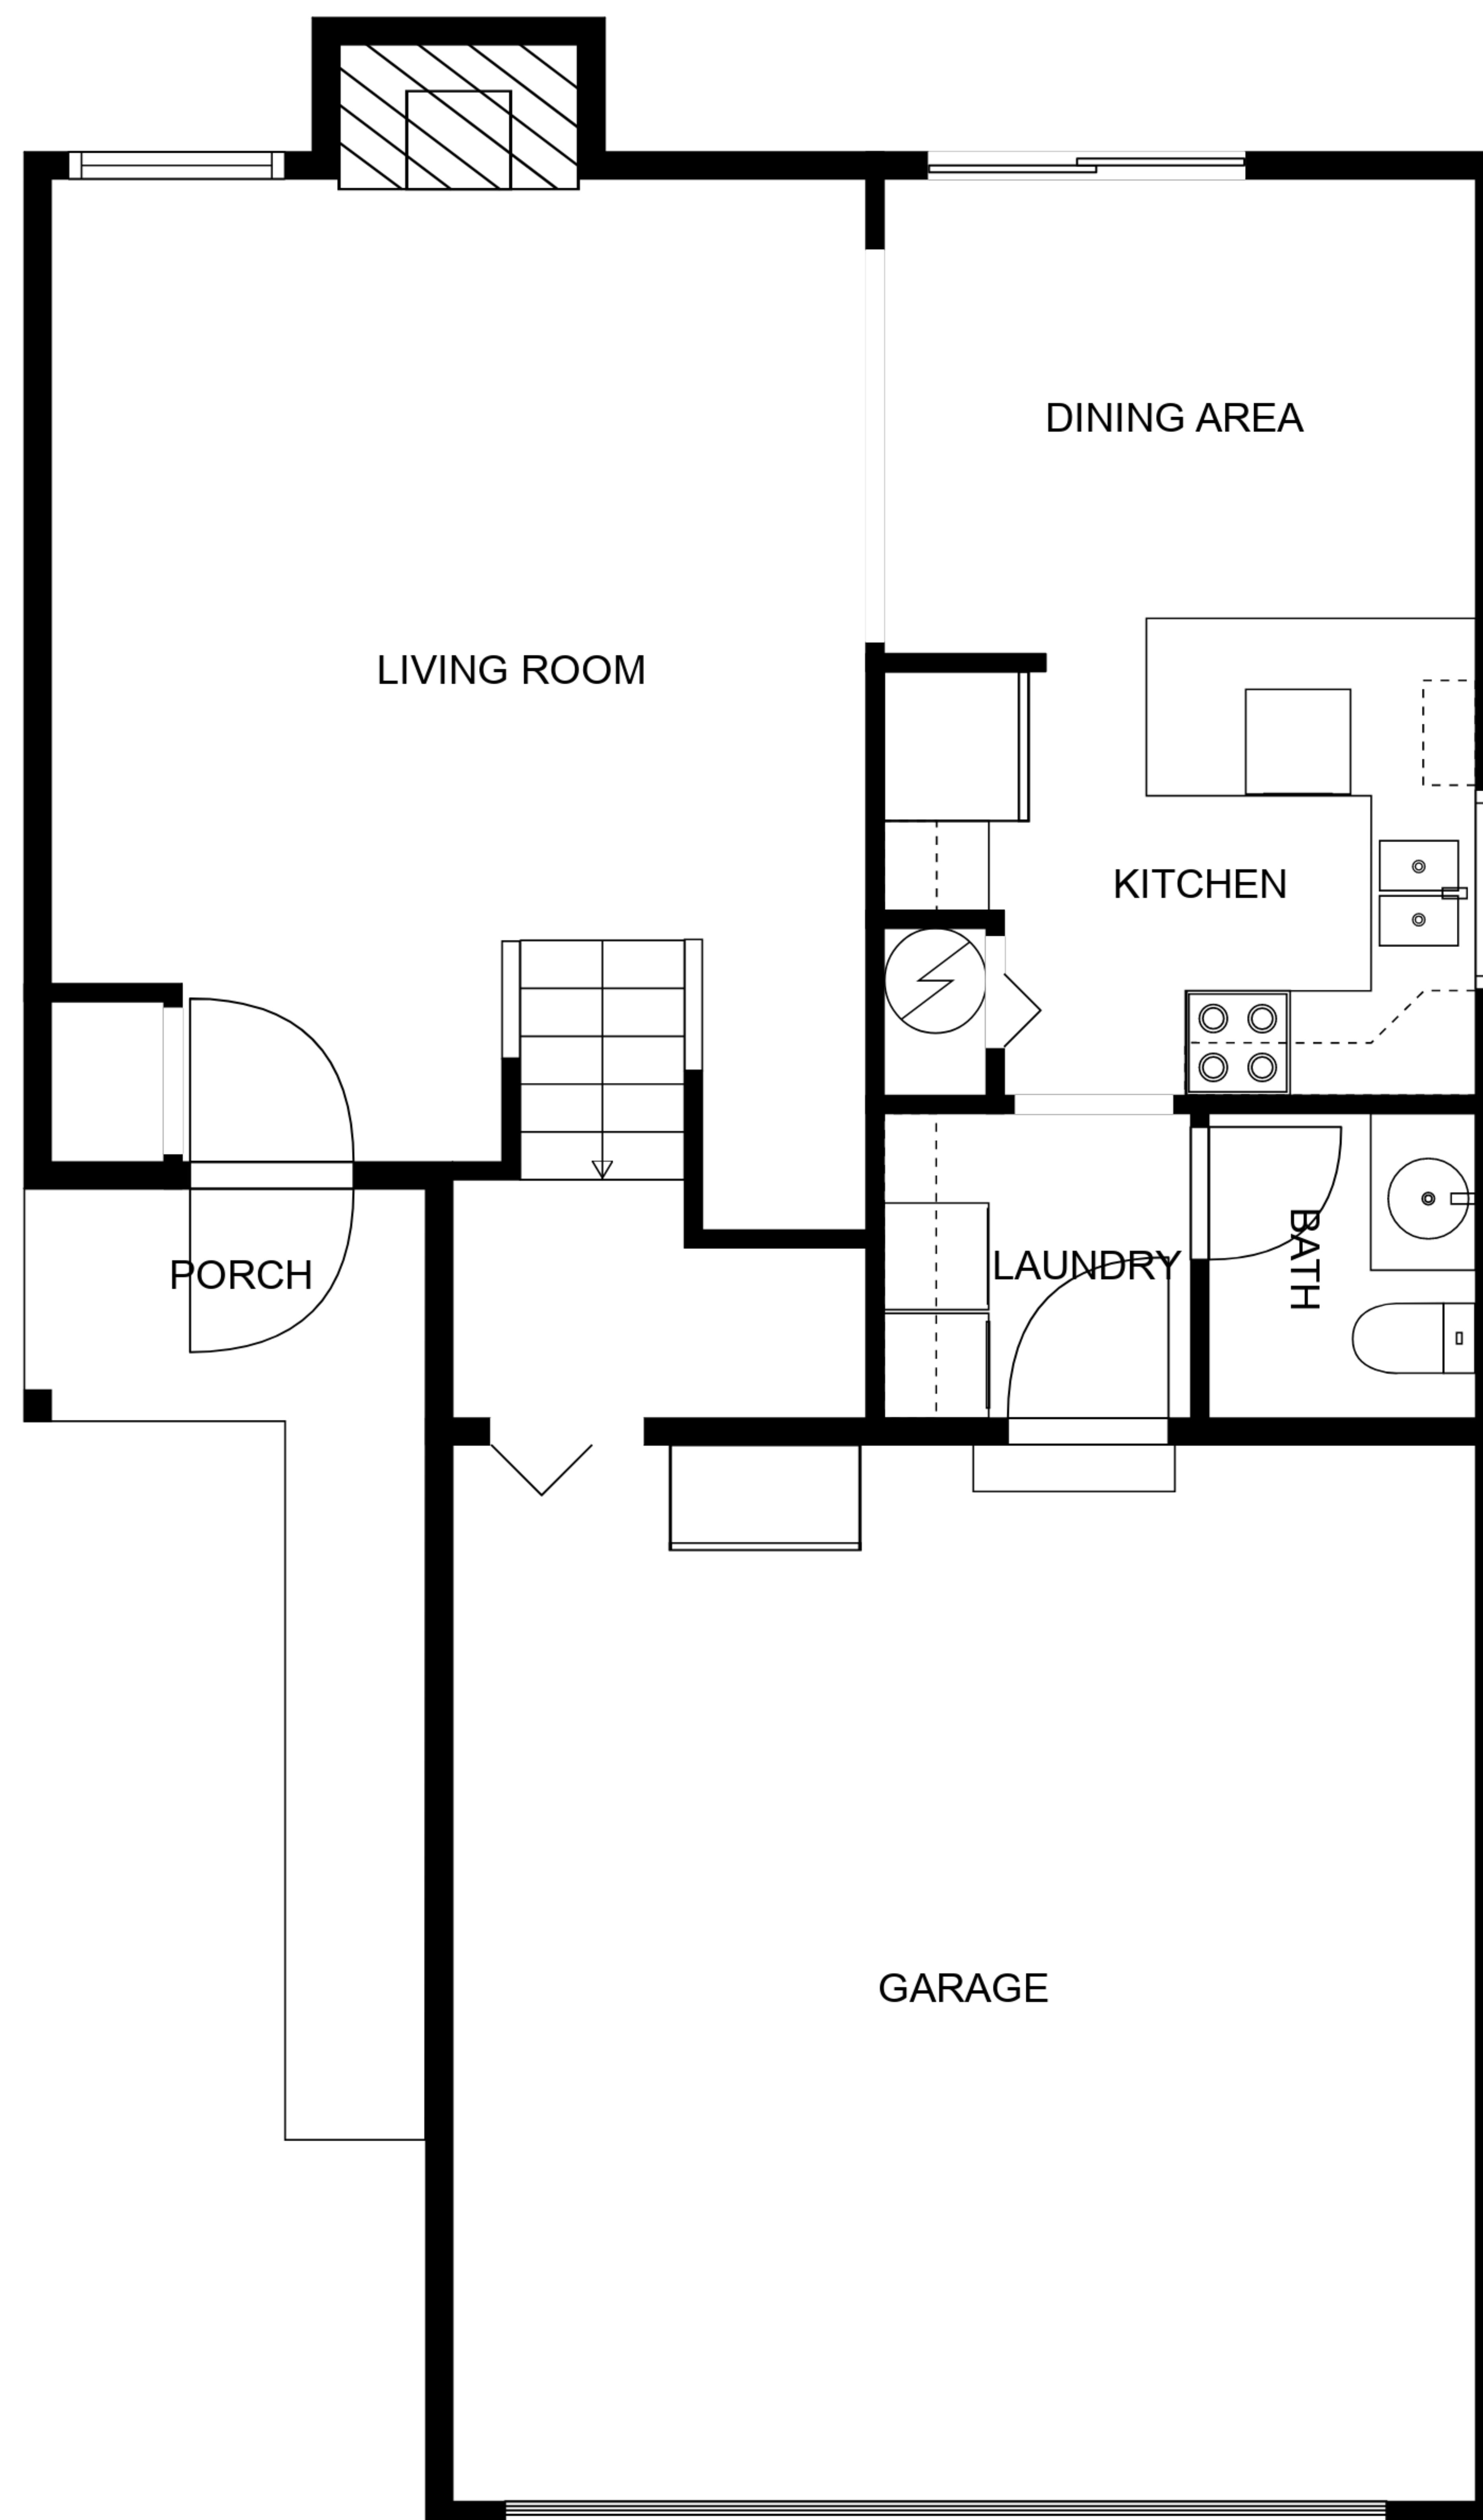 DINING AREA
LIVING ROOM
KITCHEN
PORCH
LAUNDRY
BATH
GARAGE